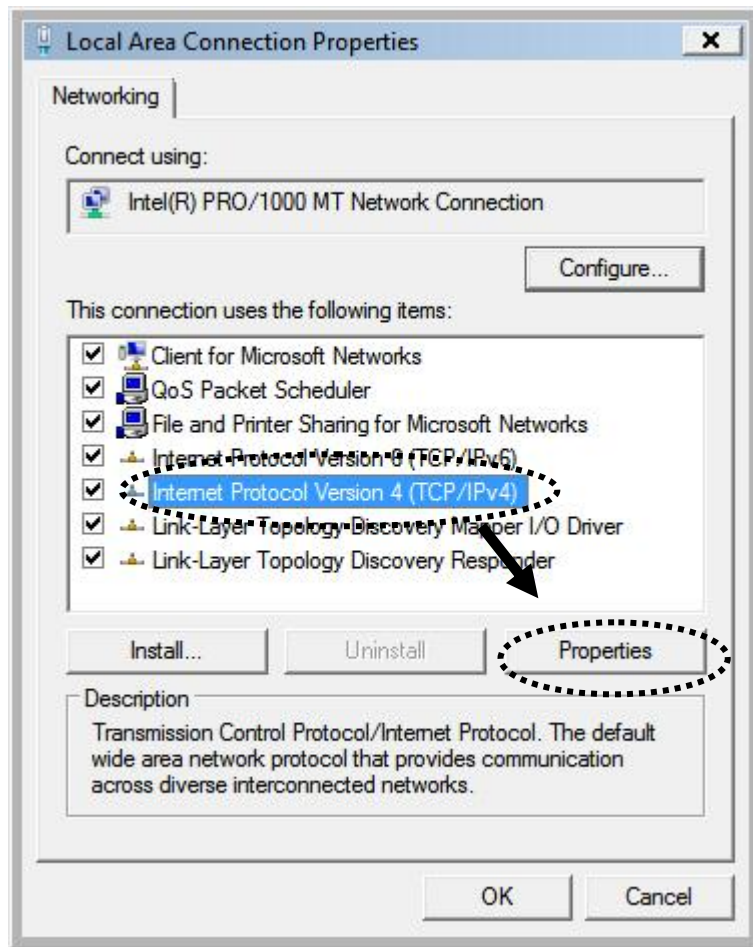 Local Area Connection Properties
Networking
Connect using:
Intel(R) PRO/1000 MT Network Connection
Configure...
This connection uses the following items:
Client for Microsoft Networks
QoS Packet Scheduler
File and Printer Sharing for Microsoft Networks
Internet Protocol Version 6 (TCP/IPv6)
Internet Protocol Version 4 (TCP/IPv4)
Link-Layer Topology Discovery Mapper I/O Driver
Link-Layer Topology Discovery Responder
Install... Uninstall Properties
Description
Transmission Control Protocol/Internet Protocol. The default
wide area network protocol that provides communication
across diverse interconnected networks.
OK Cancel